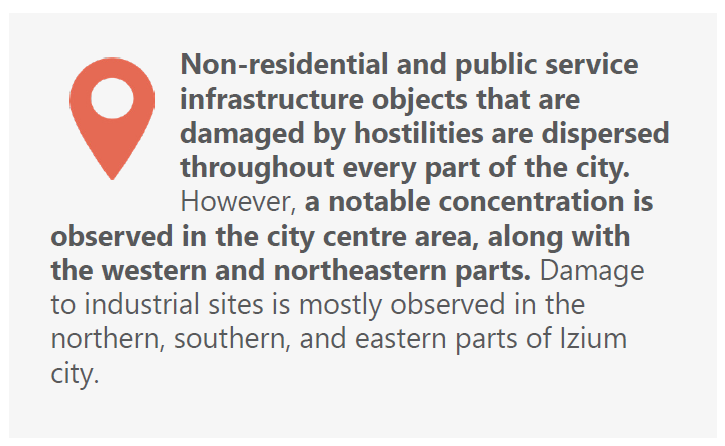 Non-residential and public service
infrastructure objects that are
damaged by hostilities are dispersed
throughout every part of the city.
However, a notable concentration is
observed in the city centre area, along with
the western and northeastern parts. Damage
to industrial sites is mostly observed in the
northern, southern, and eastern parts of Izium
city.